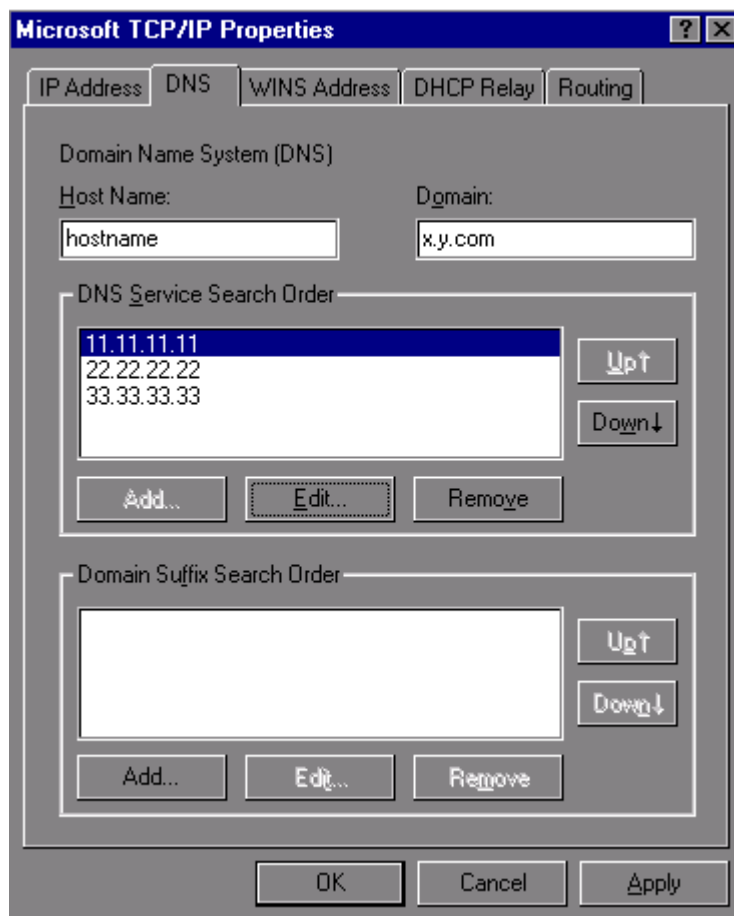 Microsoft TCP/IP Properties ? X
IP Address DNS WINS Address DHCP Relay Routing
Domain Name System (DNS)
Host Name: Domain:
hostname x.y.com
DNS Service Search Order
11.11.11.11
22.22.22.22
33.33.33.33
Up↑
Down↓
Add... Edit... Remove
Domain Suffix Search Order
Up↑
Down↓
Add... Edit... Remove
OK Cancel Apply